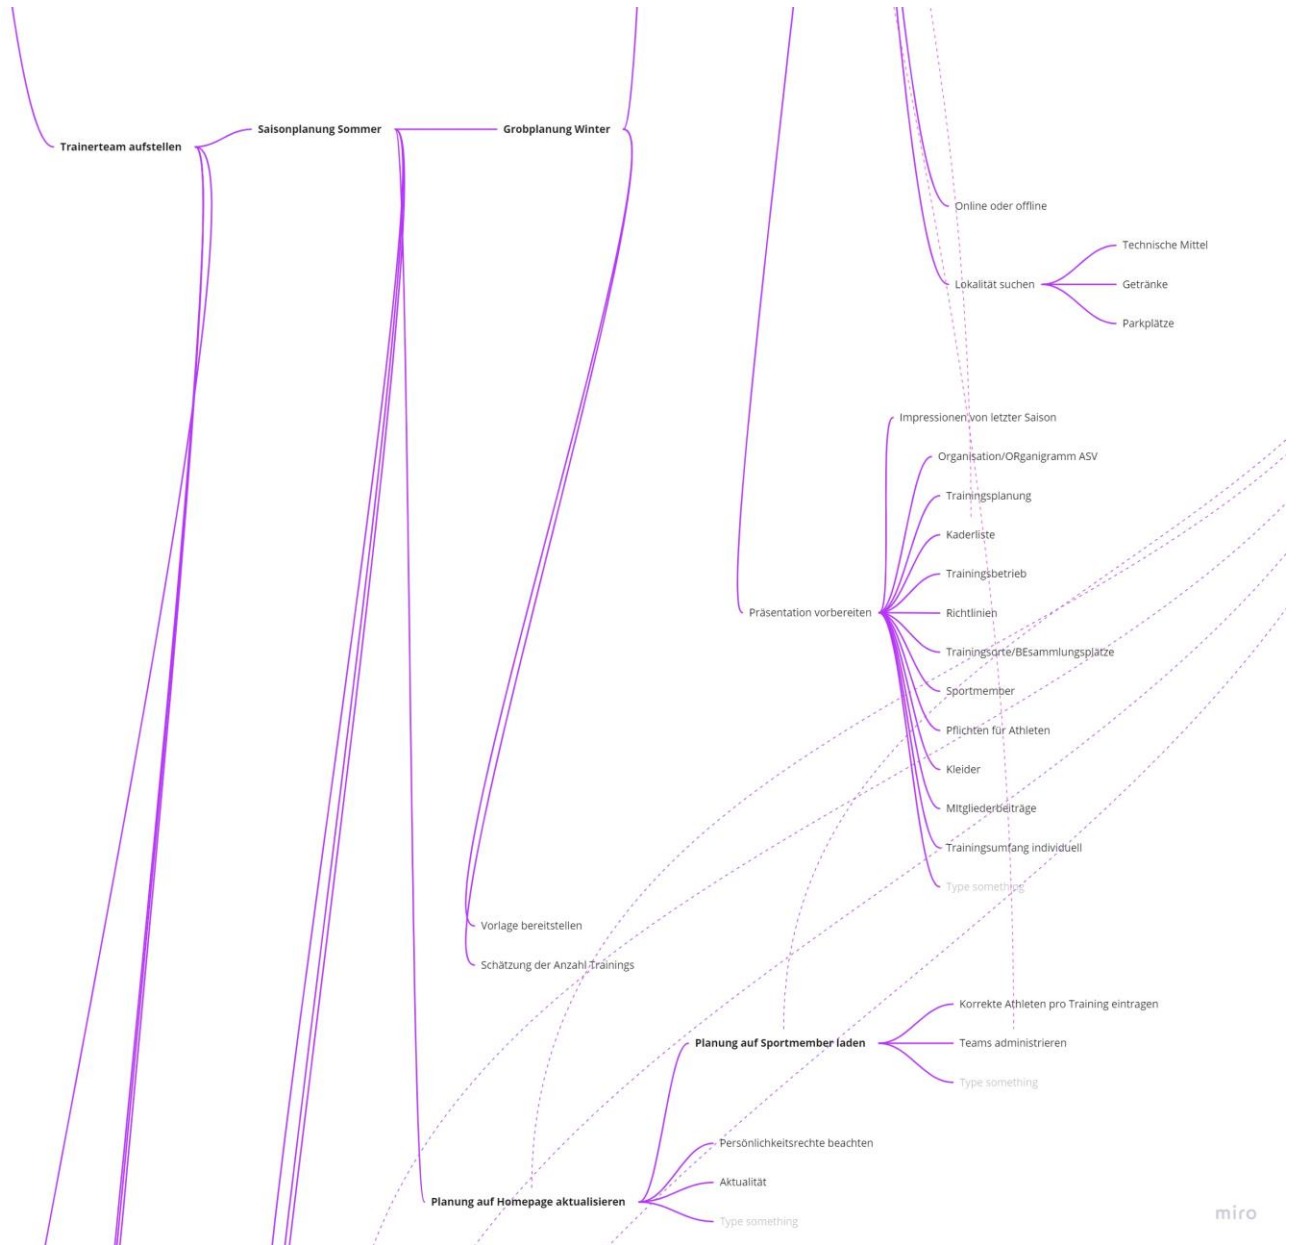 Saisonplanung Sommer
Grobplanung Winter
Trainerteam aufstellen
Online oder offline
Technische Mittel
Lokalität suchen
Getränke
Parkplätze
Impressionen von letzter Saison
Organisation/ORganigramm ASV
Trainingsplanung
Kaderliste
Trainingsbetrieb
Präsentation vorbereiten
Richtlinien
Trainingsorte/BEsammlungsplätze
Sportmember
Pflichten für Athleten
Kleider
MItgliederbeiträge
Trainingsumfang individuell
Type something
Vorlage bereitstellen
Schätzung der Anzahl Trainings
Korrekte Athleten pro Training eintragen
Planung auf Sportmember laden
Teams administrieren
Type something
Persönlichkeitsrechte beachten
Aktualität
Planung auf Homepage aktualisieren
Type something
miro